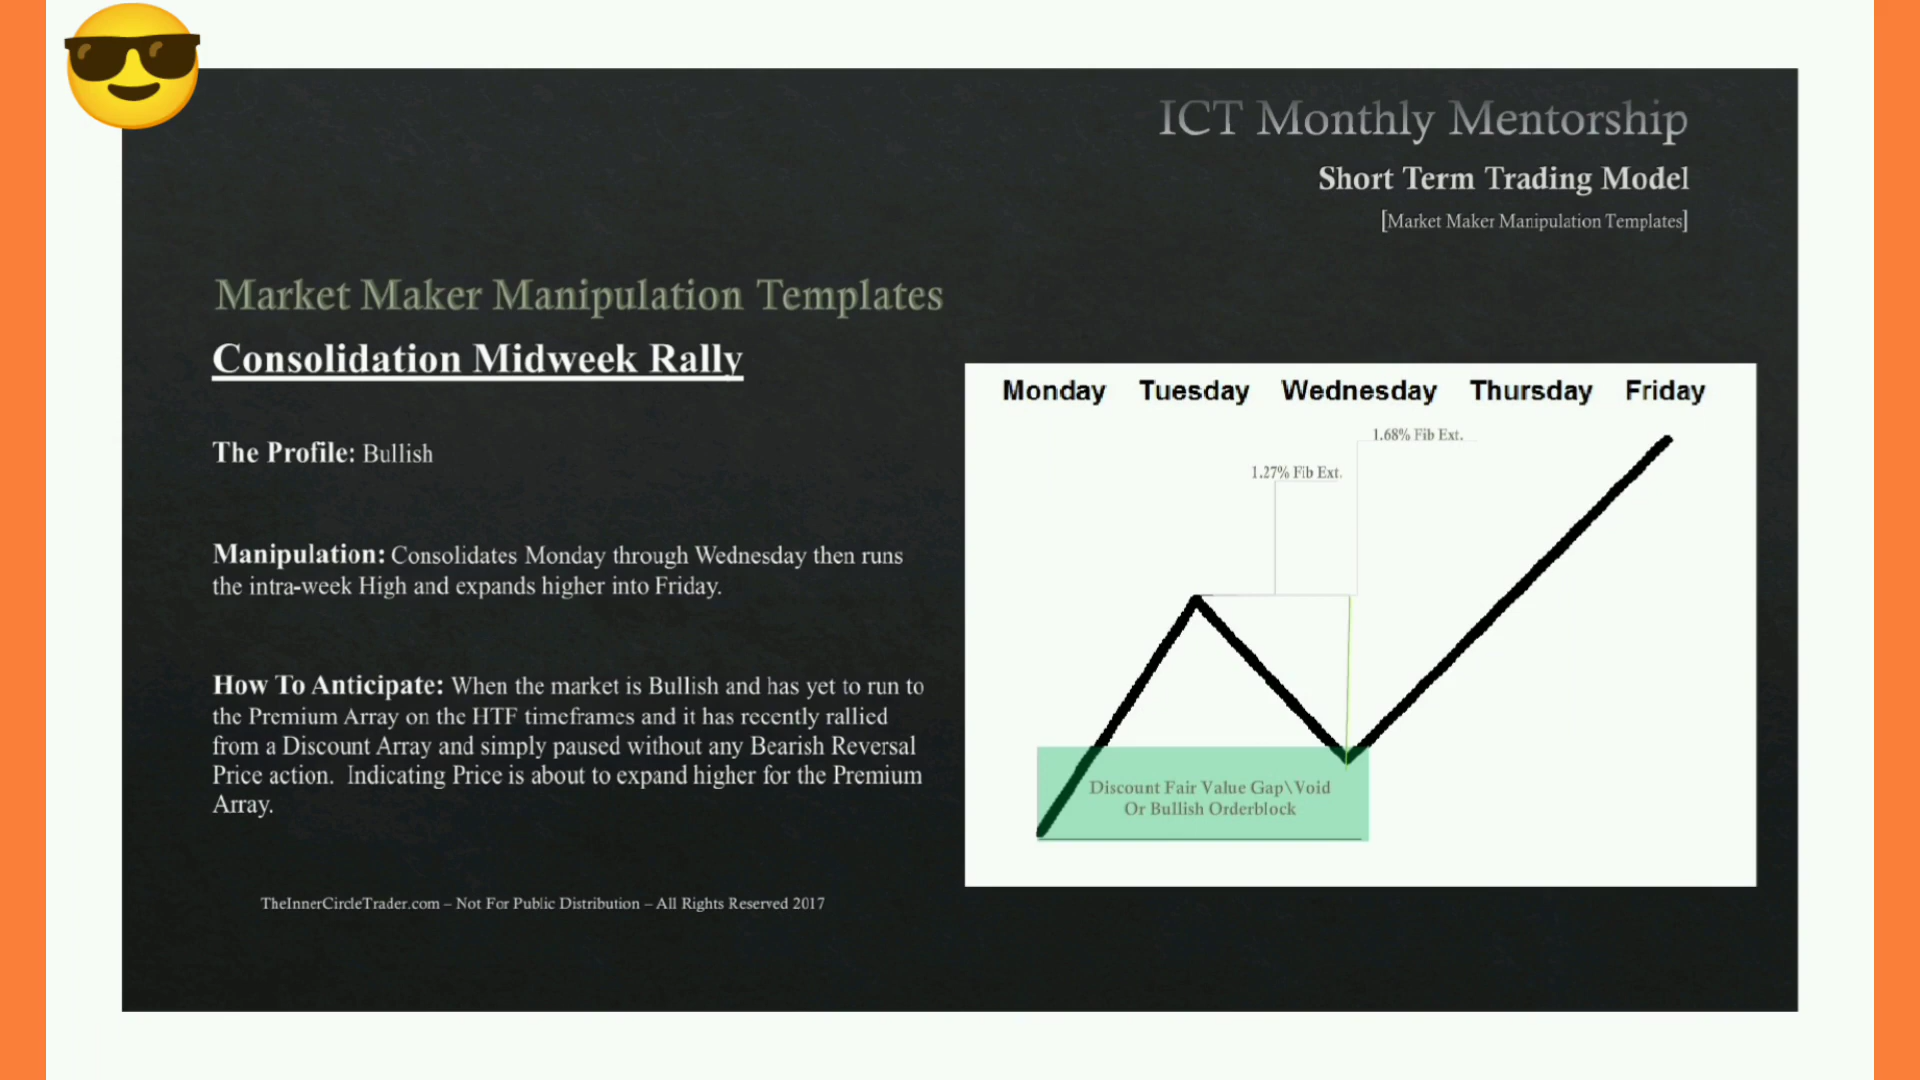 ICT Monthly Mentorship
Short Term Trading Model
[Market Maker Manipulation Templates]
Market Maker Manipulation Templates
Consolidation Midweek Rally
The Profile: Bullish
Manipulation: Consolidates Monday through Wednesday then runs
the intra-week High and expands higher into Friday.
How To Anticipate: When the market is Bullish and has yet to run to
the Premium Array on the HTF timeframes and it has recently rallied
from a Discount Array and simply paused without any Bearish Reversal
Price action.  Indicating Price is about to expand higher for the Premium
Array.
Monday Tuesday Wednesday Thursday Friday
1.68% Fib Ext.
1.27% Fib Ext.
Discount Fair Value Gap\Void
Or Bullish Orderblock
TheInnerCircleTrader.com – Not For Public Distribution – All Rights Reserved 2017